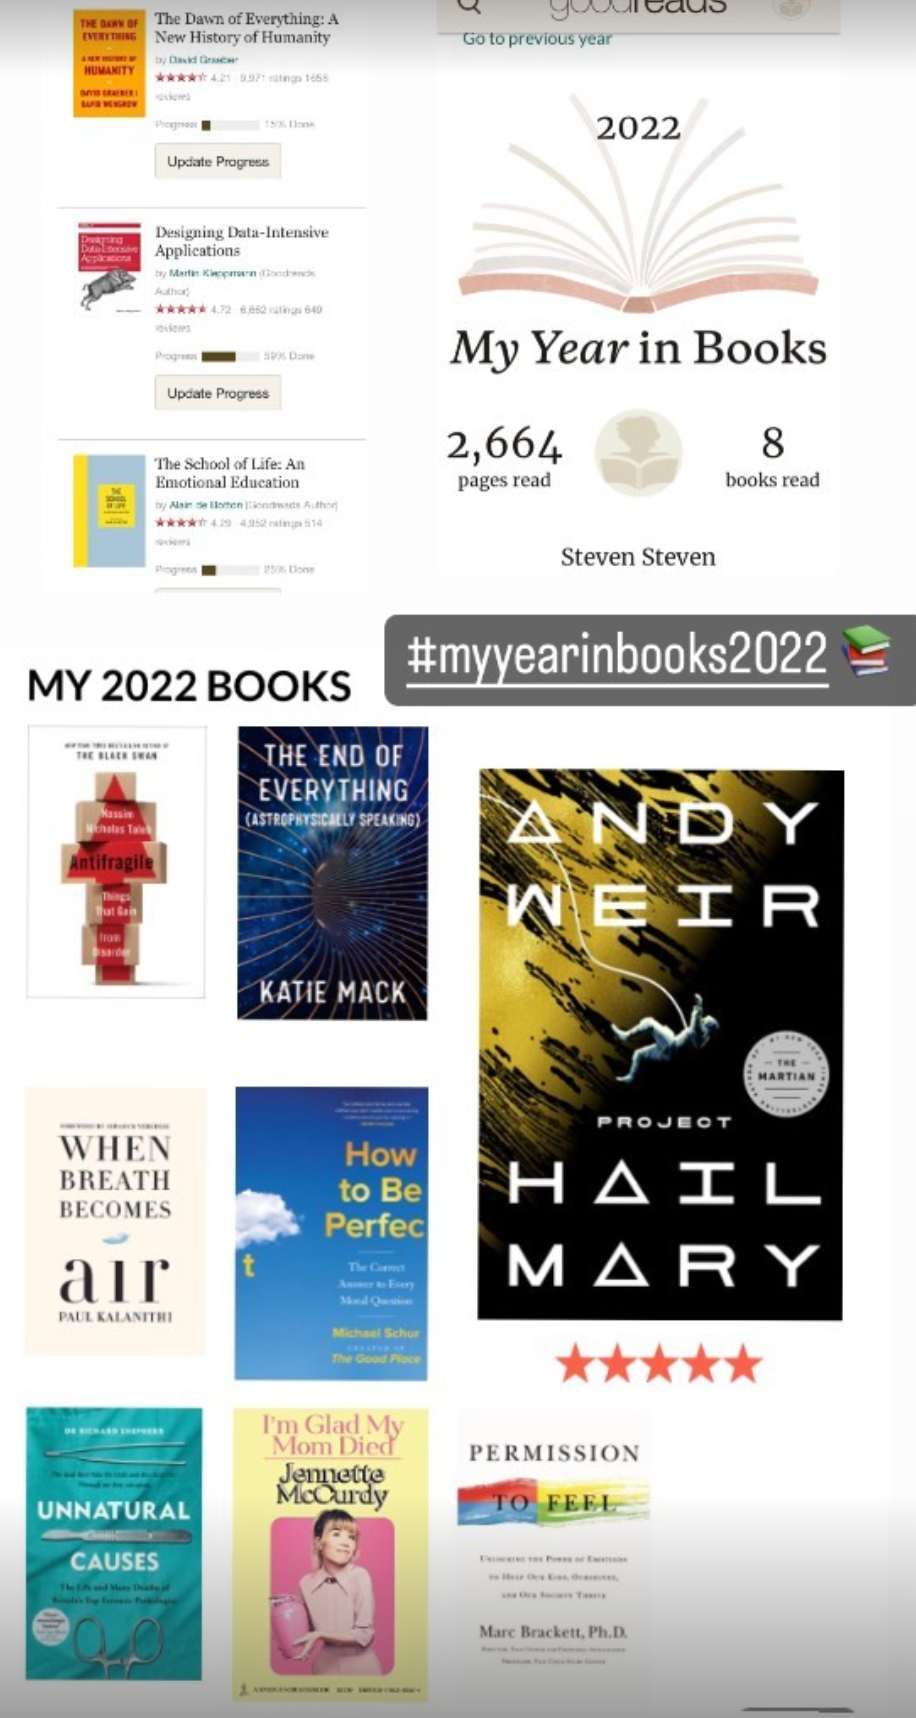 THE DAWN OF
EVERYTHING
A NEW HISTORY OF
HUMANITY
DAVID GRAEBER &
DAVID WENGROW
The Dawn of Everything: A
New History of Humanity
by David Graeber
4.21 9,971 ratings 1655
reviews
Progress 15% Done
Update Progress
Designing
Data-Intensive
Applications
Designing Data-Intensive
Applications
by Martin Kleppmann (Goodreads
Author)
4.72 6,662 ratings 649
reviews
Progress 59% Done
Update Progress
THE
SCHOOL
OF LIFE
The School of Life: An
Emotional Education
by Alain de Botton (Goodreads Author)
4.29 4,952 ratings 514
reviews
Progress 25% Done
goodreads
Go to previous year
2022
My Year in Books
2,664
pages read
8
books read
Steven Steven
#myyearinbooks2022
MY 2022 BOOKS
THE BLACK SWAN
Nassim
Nicholas Taleb
Antifragile
Things
That Gain
from
Disorder
THE END OF
EVERYTHING
(ASTROPHYSICALLY SPEAKING)
KATIE MACK
ANDY
WEIR
THE
MARTIAN
PROJECT
HAIL
MARY
WHEN
BREATH
BECOMES
air
PAUL KALANITHI
How
to Be
Perfec
t
The Correct
Answer to Every
Moral Question
Michael Schur
CREATOR OF
The Good Place
DR RICHARD SHEPHERD
UNNATURAL
CAUSES
The Life and Many Deaths of
Britain's Top Forensic Pathologist
I'm Glad My
Mom Died
Jennette
McCurdy
PERMISSION
TO FEEL
UNLOCKING THE POWER OF EMOTIONS
TO HELP OUR KIDS, OURSELVES,
AND OUR SOCIETY THRIVE
Marc Brackett, Ph.D.